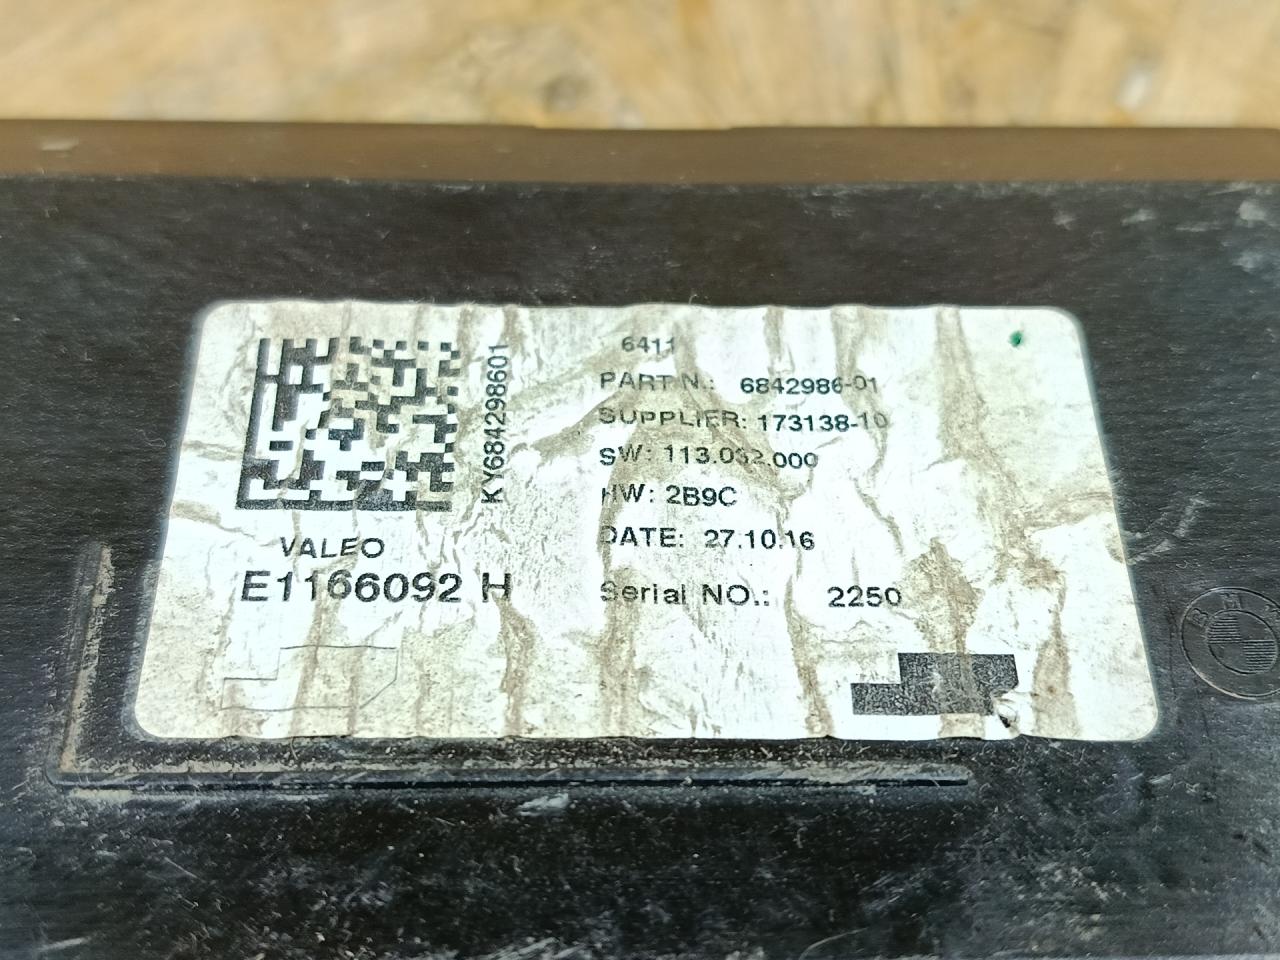 6411
PART N.: 6842986-01
SUPPLIER: 173138-10
SW: 113.032.000
HW: 2B9C
DATE: 27.10.16
Serial NO.: 2250
KY684298601
VALEO
E1166092 H
BMW